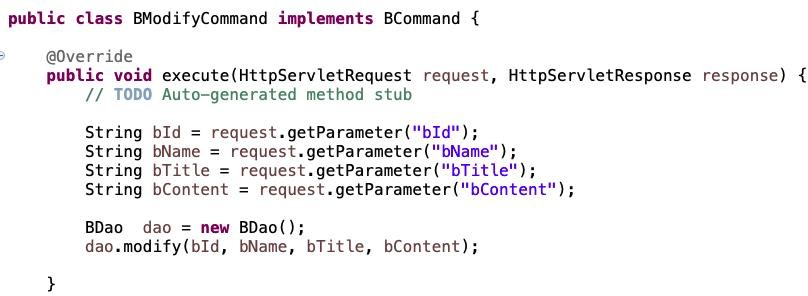 public class BModifyCommand implements BCommand {
@Override
public void execute(HttpServletRequest request, HttpServletResponse response) {
// TODO Auto-generated method stub
String bId = request.getParameter("bId");
String bName = request.getParameter("bName");
String bTitle = request.getParameter("bTitle");
String bContent = request.getParameter("bContent");
BDao  dao = new BDao();
dao.modify(bId, bName, bTitle, bContent);
}